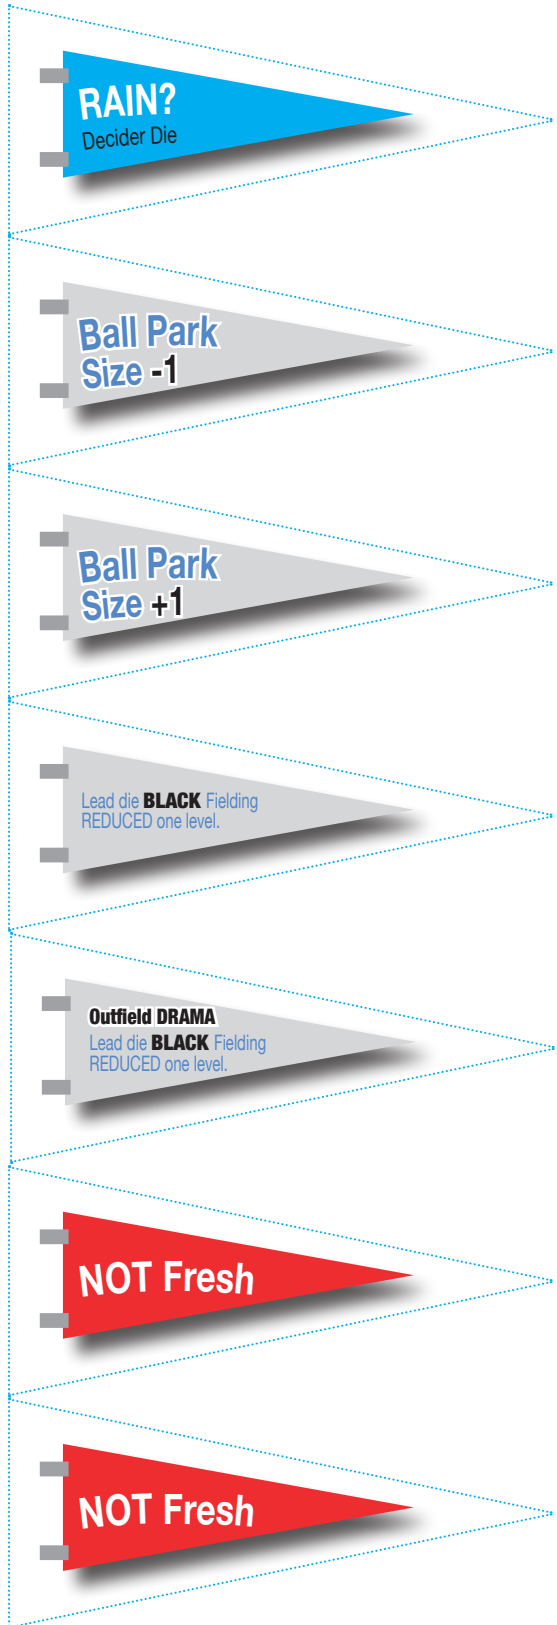 RAIN?
Decider Die
Ball Park
Size -1
Ball Park
Size +1
Lead die BLACK Fielding
REDUCED one level.
Outfield DRAMA
Lead die BLACK Fielding
REDUCED one level.
NOT Fresh
NOT Fresh